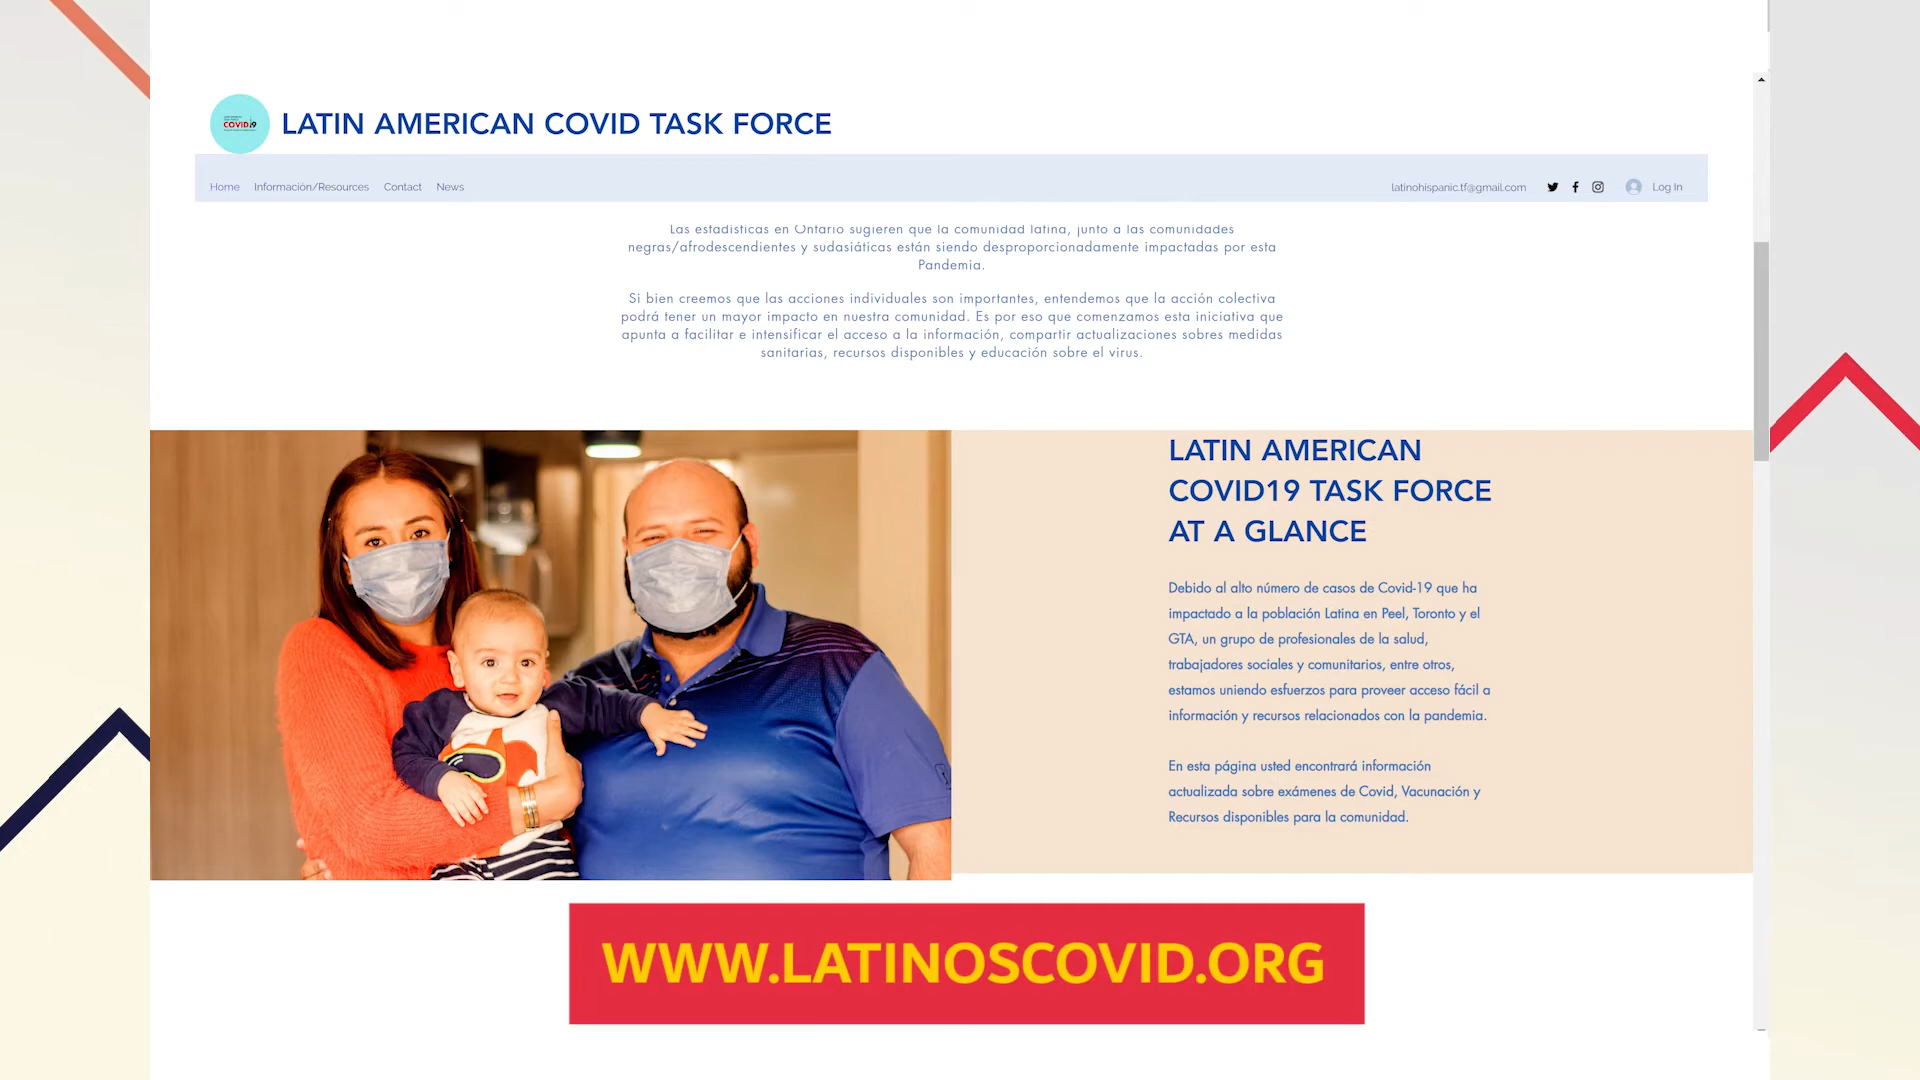 COVID19
LATIN AMERICAN COVID TASK FORCE
Home
Información/Resources
Contact
News
latinohispanic.tf@gmail.com
Log In
Las estadísticas en Ontario sugieren que la comunidad latina, junto a las comunidades
negras/afrodescendientes y sudasiáticas están siendo desproporcionadamente impactadas por esta
Pandemia.
Si bien creemos que las acciones individuales son importantes, entendemos que la acción colectiva
podrá tener un mayor impacto en nuestra comunidad. Es por eso que comenzamos esta iniciativa que
apunta a facilitar e intensificar el acceso a la información, compartir actualizaciones sobres medidas
sanitarias, recursos disponibles y educación sobre el virus.
LATIN AMERICAN
COVID19 TASK FORCE
AT A GLANCE
Debido al alto número de casos de Covid-19 que ha
impactado a la población Latina en Peel, Toronto y el
GTA, un grupo de profesionales de la salud,
trabajadores sociales y comunitarios, entre otros,
estamos uniendo esfuerzos para proveer acceso fácil a
información y recursos relacionados con la pandemia.
En esta página usted encontrará información
actualizada sobre exámenes de Covid, Vacunación y
Recursos disponibles para la comunidad.
WWW.LATINOSCOVID.ORG